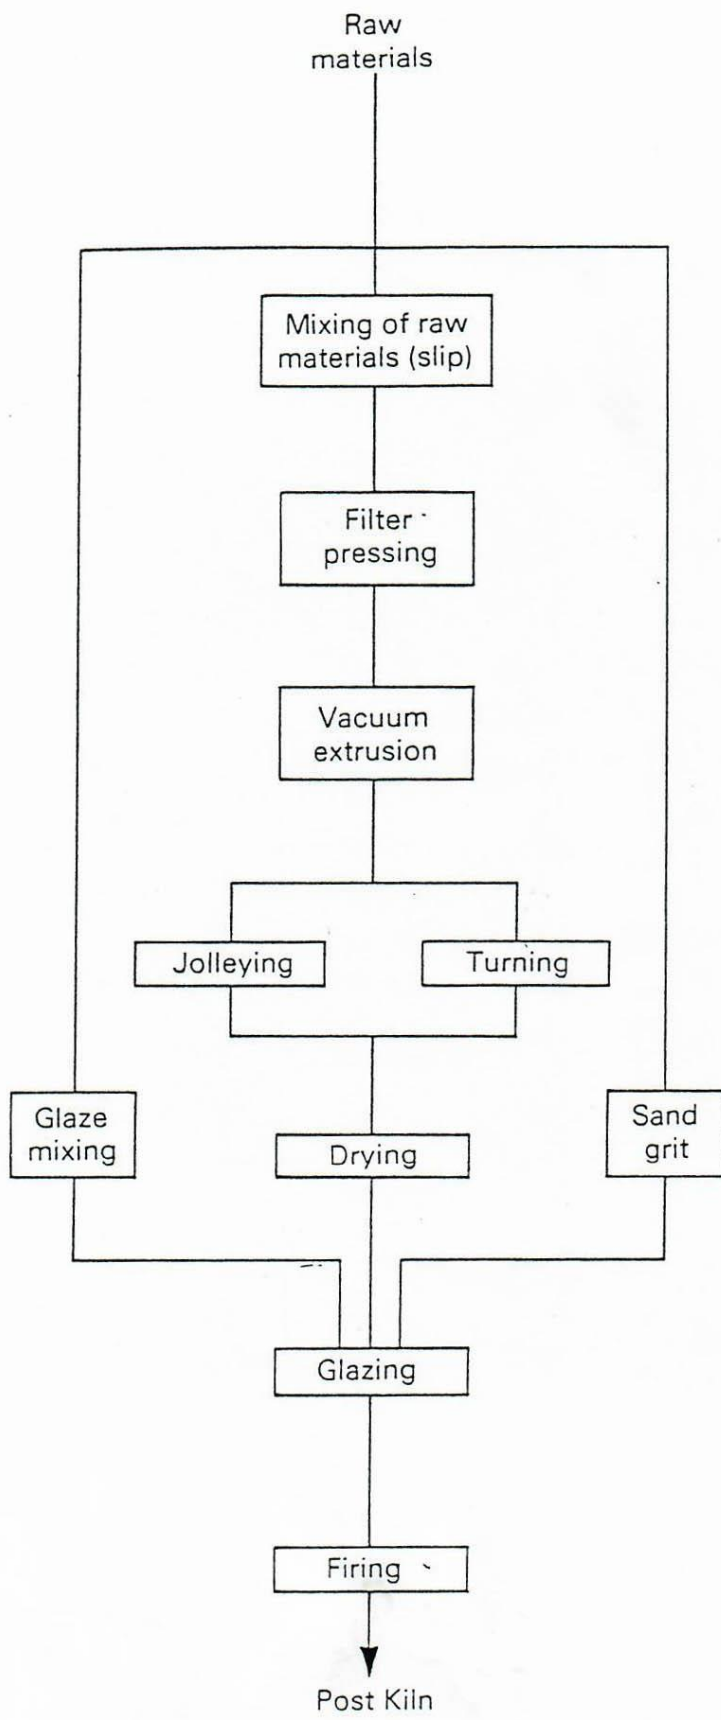 Raw
materials
Mixing of raw
materials (slip)
Filter
pressing
Vacuum
extrusion
Jolleying
Turning
Glaze
mixing
Drying
Sand
grit
Glazing
Firing
Post Kiln